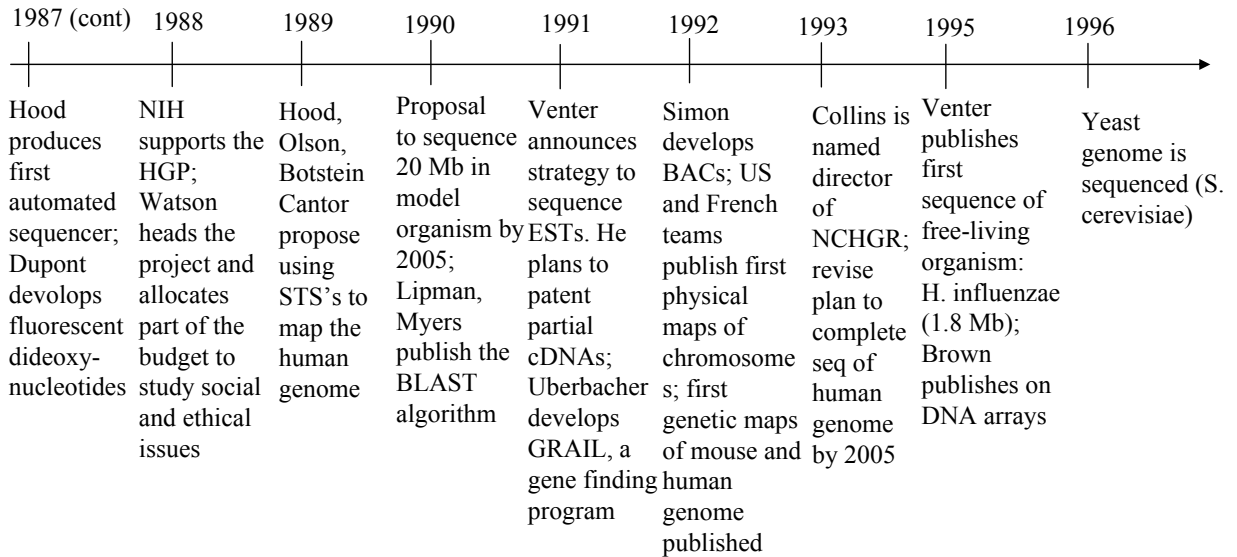 1987 (cont)
1988
1989
1990
1991
1992
1993
1995
1996
Hood
produces
first
automated
sequencer;
Dupont
devolops
fluorescent
dideoxy-
nucleotides
NIH
supports the
HGP;
Watson
heads the
project and
allocates
part of the
budget to
study social
and ethical
issues
Hood,
Olson,
Botstein
Cantor
propose
using
STS’s to
map the
human
genome
Proposal
to sequence
20 Mb in
model
organism by
2005;
Lipman,
Myers
publish the
BLAST
algorithm
Venter
announces
strategy to
sequence
ESTs. He
plans to
patent
partial
cDNAs;
Uberbacher
develops
GRAIL, a
gene finding
program
Simon
develops
BACs; US
and French
teams
publish first
physical
maps of
chromosome
s; first
genetic maps
of mouse and
human
genome
published
Collins is
named
director
of
NCHGR;
revise
plan to
complete
seq of
human
genome
by 2005
Venter
publishes
first
sequence of
free-living
organism:
H. influenzae
(1.8 Mb);
Brown
publishes on
DNA arrays
Yeast
genome is
sequenced (S.
cerevisiae)